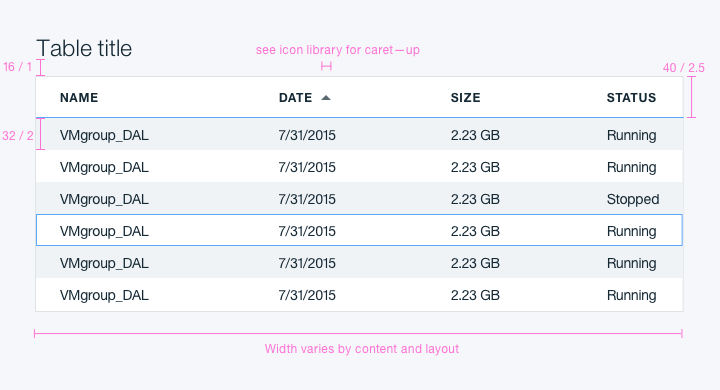 Table title
see icon library for caret—up
16 / 1
40 / 2.5
NAME DATE SIZE STATUS
32 / 2
VMgroup_DAL 7/31/2015 2.23 GB Running
VMgroup_DAL 7/31/2015 2.23 GB Running
VMgroup_DAL 7/31/2015 2.23 GB Stopped
VMgroup_DAL 7/31/2015 2.23 GB Running
VMgroup_DAL 7/31/2015 2.23 GB Running
VMgroup_DAL 7/31/2015 2.23 GB Running
Width varies by content and layout